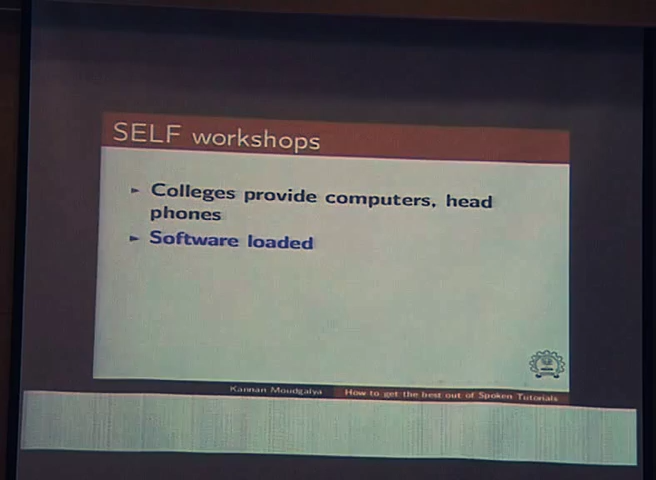 SELF workshops
► Colleges provide computers, head
phones
► Software loaded
Kannan Moudgalya How to get the best out of Spoken Tutorials